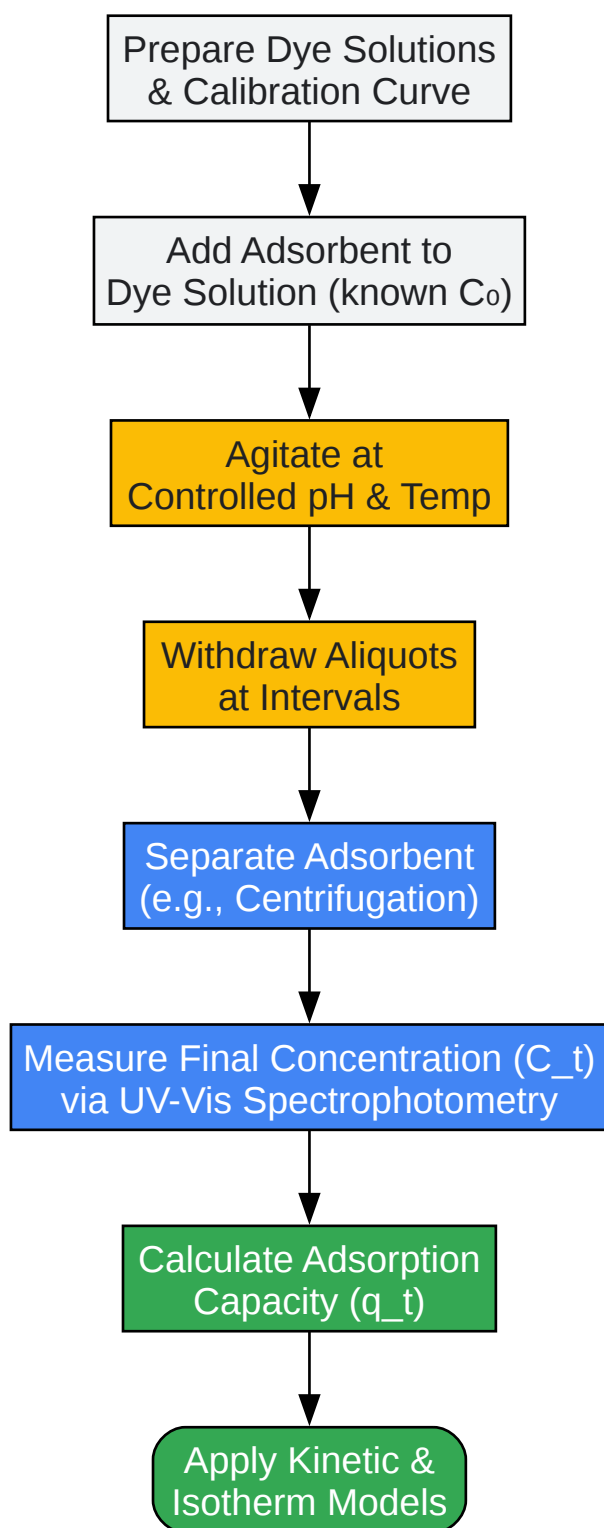 Prepare Dye Solutions
& Calibration Curve
Add Adsorbent to
Dye Solution (known C₀)
Agitate at
Controlled pH & Temp
Withdraw Aliquots
at Intervals
Separate Adsorbent
(e.g., Centrifugation)
Measure Final Concentration (C_t)
via UV-Vis Spectrophotometry
Calculate Adsorption
Capacity (q_t)
Apply Kinetic &
Isotherm Models